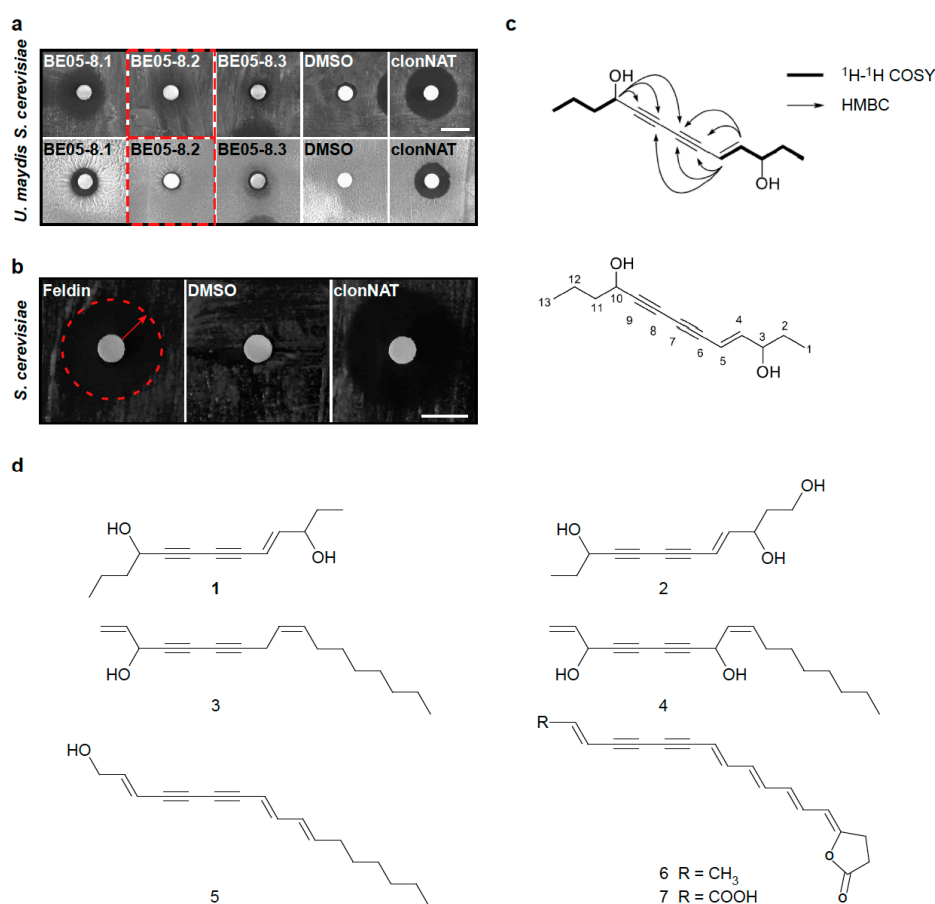 a
BE05-8.1 BE05-8.2 BE05-8.3 DMSO clonNAT
S. cerevisiae
BE05-8.1 BE05-8.2 BE05-8.3 DMSO clonNAT
U. maydis
b
Feldin DMSO clonNAT
S. cerevisiae
c
OH
OH
¹H-¹H COSY
HMBC
OH
12
13
11
10
9
8
7
6
5
4
3
2
1
OH
d
HO
OH
1
OH
HO
OH
2
HO
3
HO
OH
4
HO
5
R
O
O
6 R = CH₃
7 R = COOH